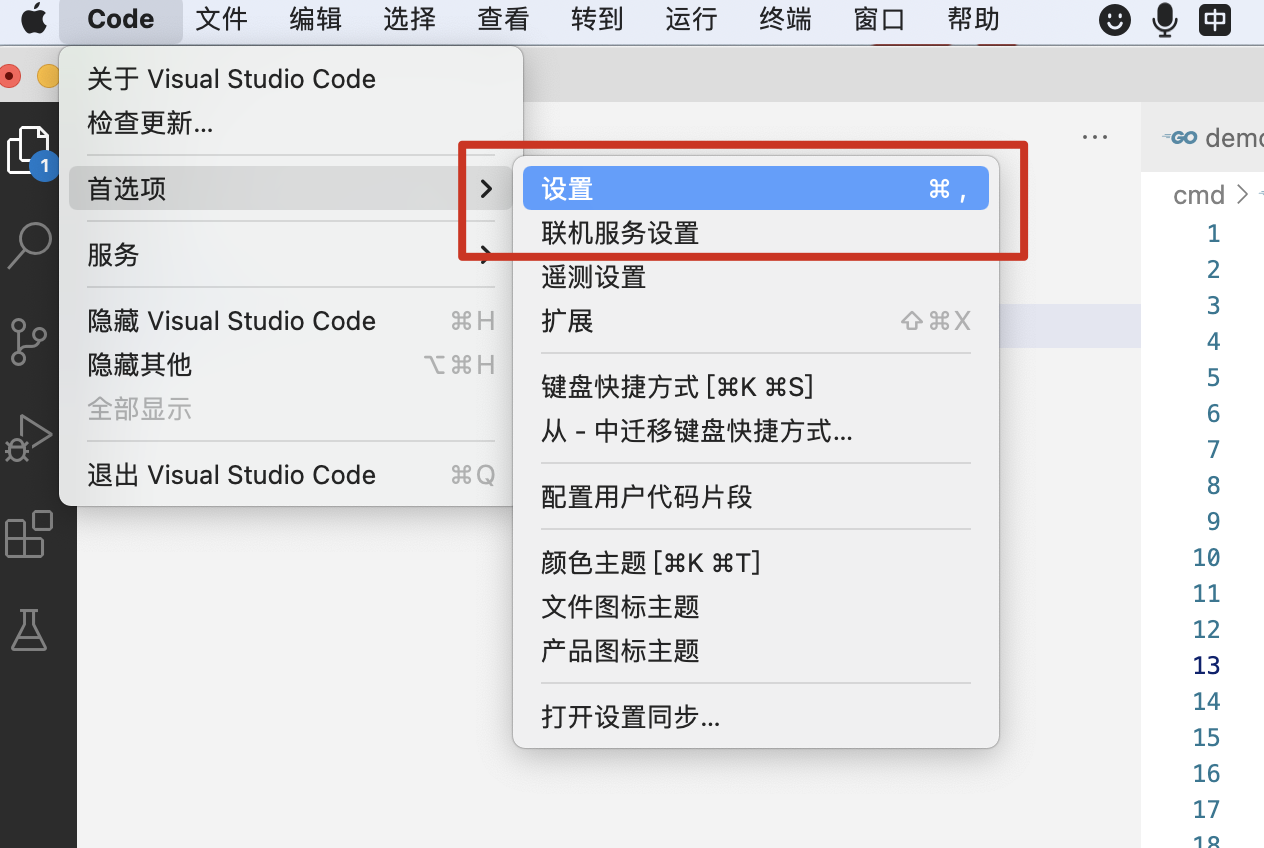 Code 文件 编辑 选择 查看 转到 运行 终端 窗口 帮助 中
关于 Visual Studio Code
检查更新...
首选项
服务
隐藏 Visual Studio Code ⌘H
隐藏其他 ⌥⌘H
全部显示
退出 Visual Studio Code ⌘Q
1
设置 ⌘ ,
联机服务设置
遥测设置
扩展 ⇧⌘X
键盘快捷方式 [⌘K ⌘S]
从 - 中迁移键盘快捷方式...
配置用户代码片段
颜色主题 [⌘K ⌘T]
文件图标主题
产品图标主题
打开设置同步...
...
GO
cmd >
1
2
3
4
5
6
7
8
9
10
11
12
13
14
15
16
17
18